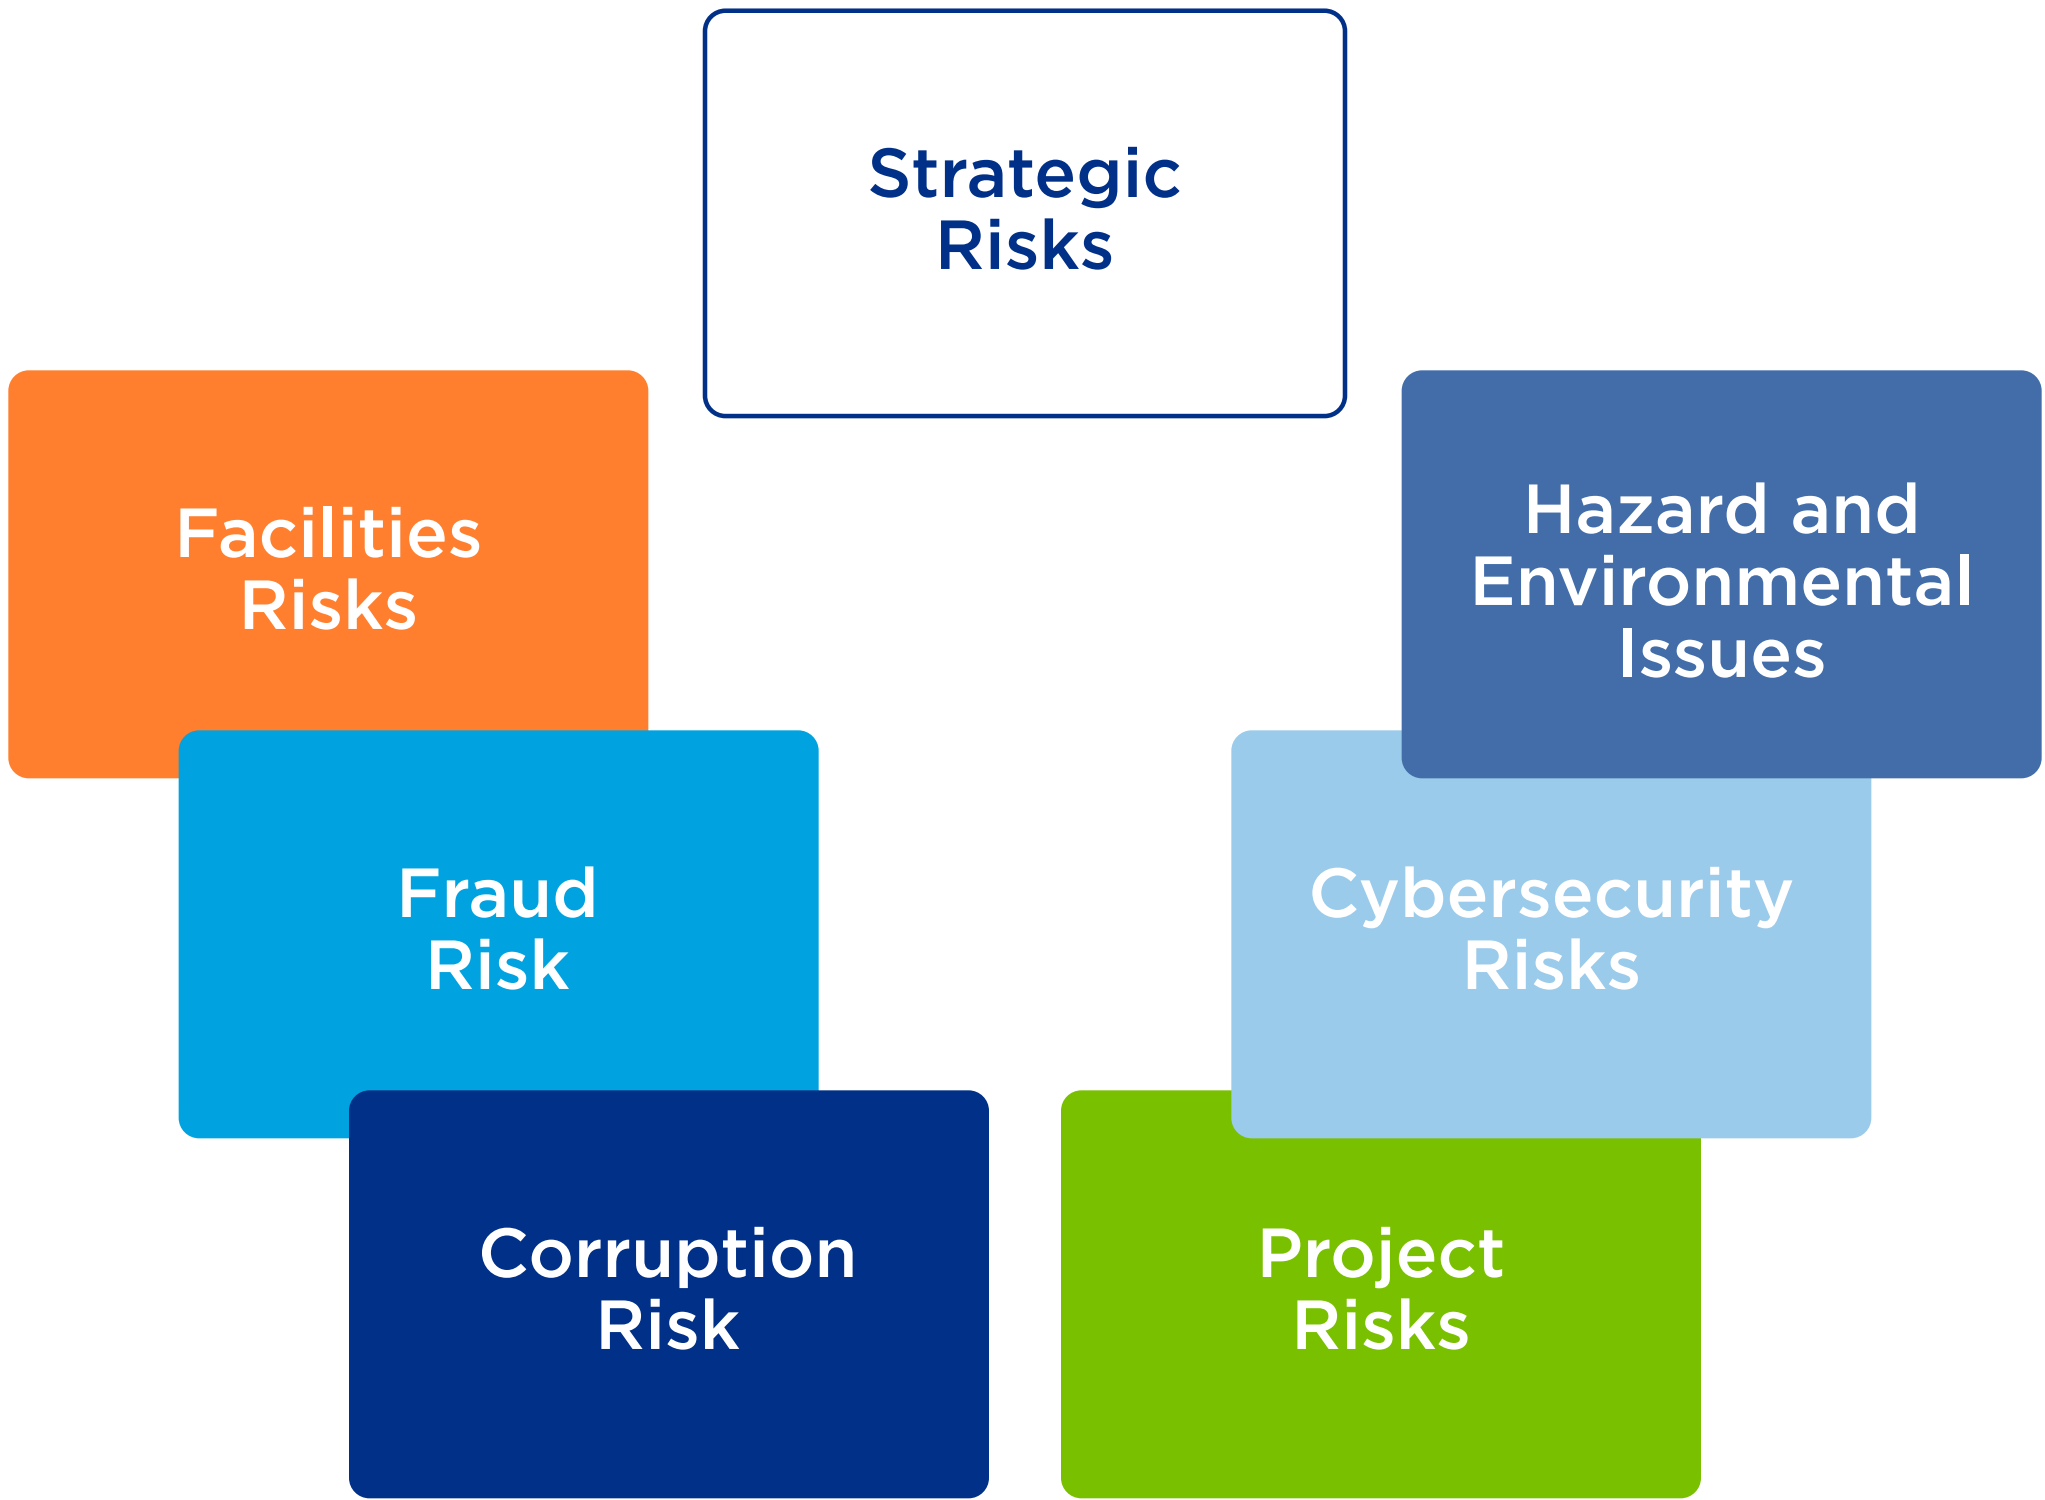 Strategic
Risks
Facilities
Risks
Hazard and
Environmental
Issues
Fraud
Risk
Cybersecurity
Risks
Corruption
Risk
Project
Risks